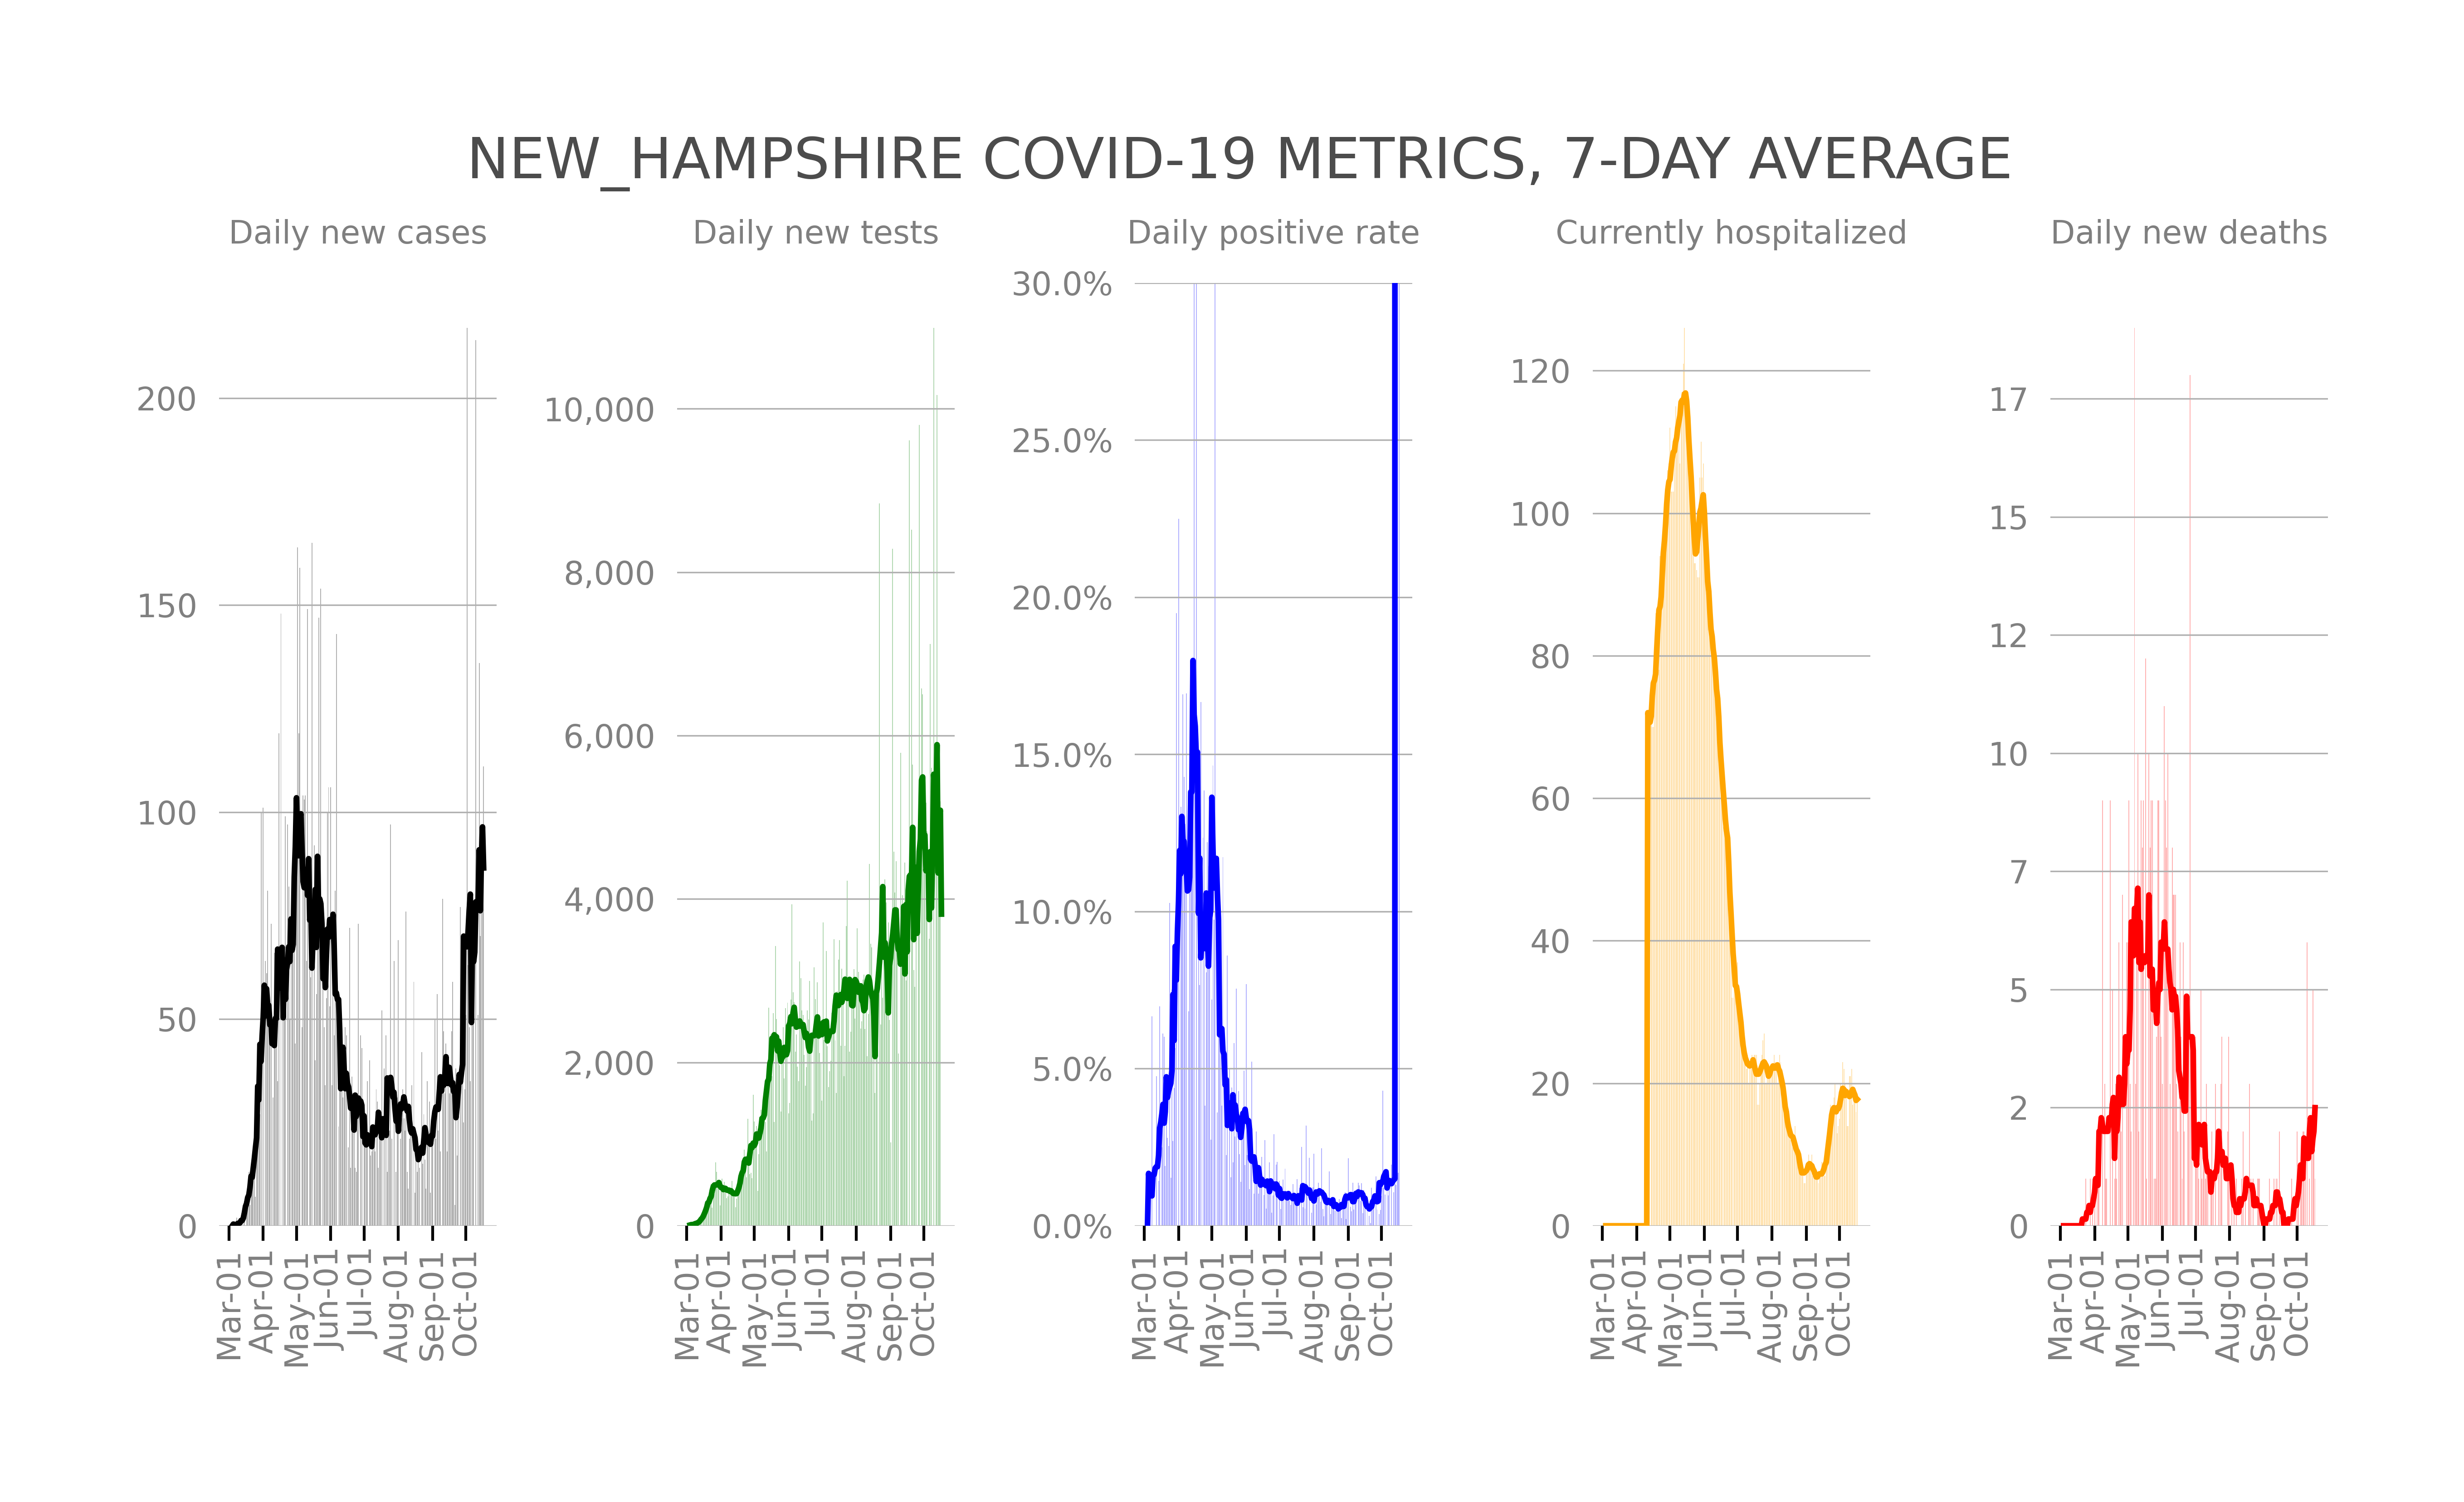 NEW_HAMPSHIRE COVID-19 METRICS, 7-DAY AVERAGE
Daily new cases
200
150
100
50
0
Mar-01
Apr-01
May-01
Jun-01
Jul-01
Aug-01
Sep-01
Oct-01
Daily new tests
10,000
8,000
6,000
4,000
2,000
0
Mar-01
Apr-01
May-01
Jun-01
Jul-01
Aug-01
Sep-01
Oct-01
Daily positive rate
30.0%
25.0%
20.0%
15.0%
10.0%
5.0%
0.0%
Mar-01
Apr-01
May-01
Jun-01
Jul-01
Aug-01
Sep-01
Oct-01
Currently hospitalized
120
100
80
60
40
20
0
Mar-01
Apr-01
May-01
Jun-01
Jul-01
Aug-01
Sep-01
Oct-01
Daily new deaths
17
15
12
10
7
5
2
0
Mar-01
Apr-01
May-01
Jun-01
Jul-01
Aug-01
Sep-01
Oct-01